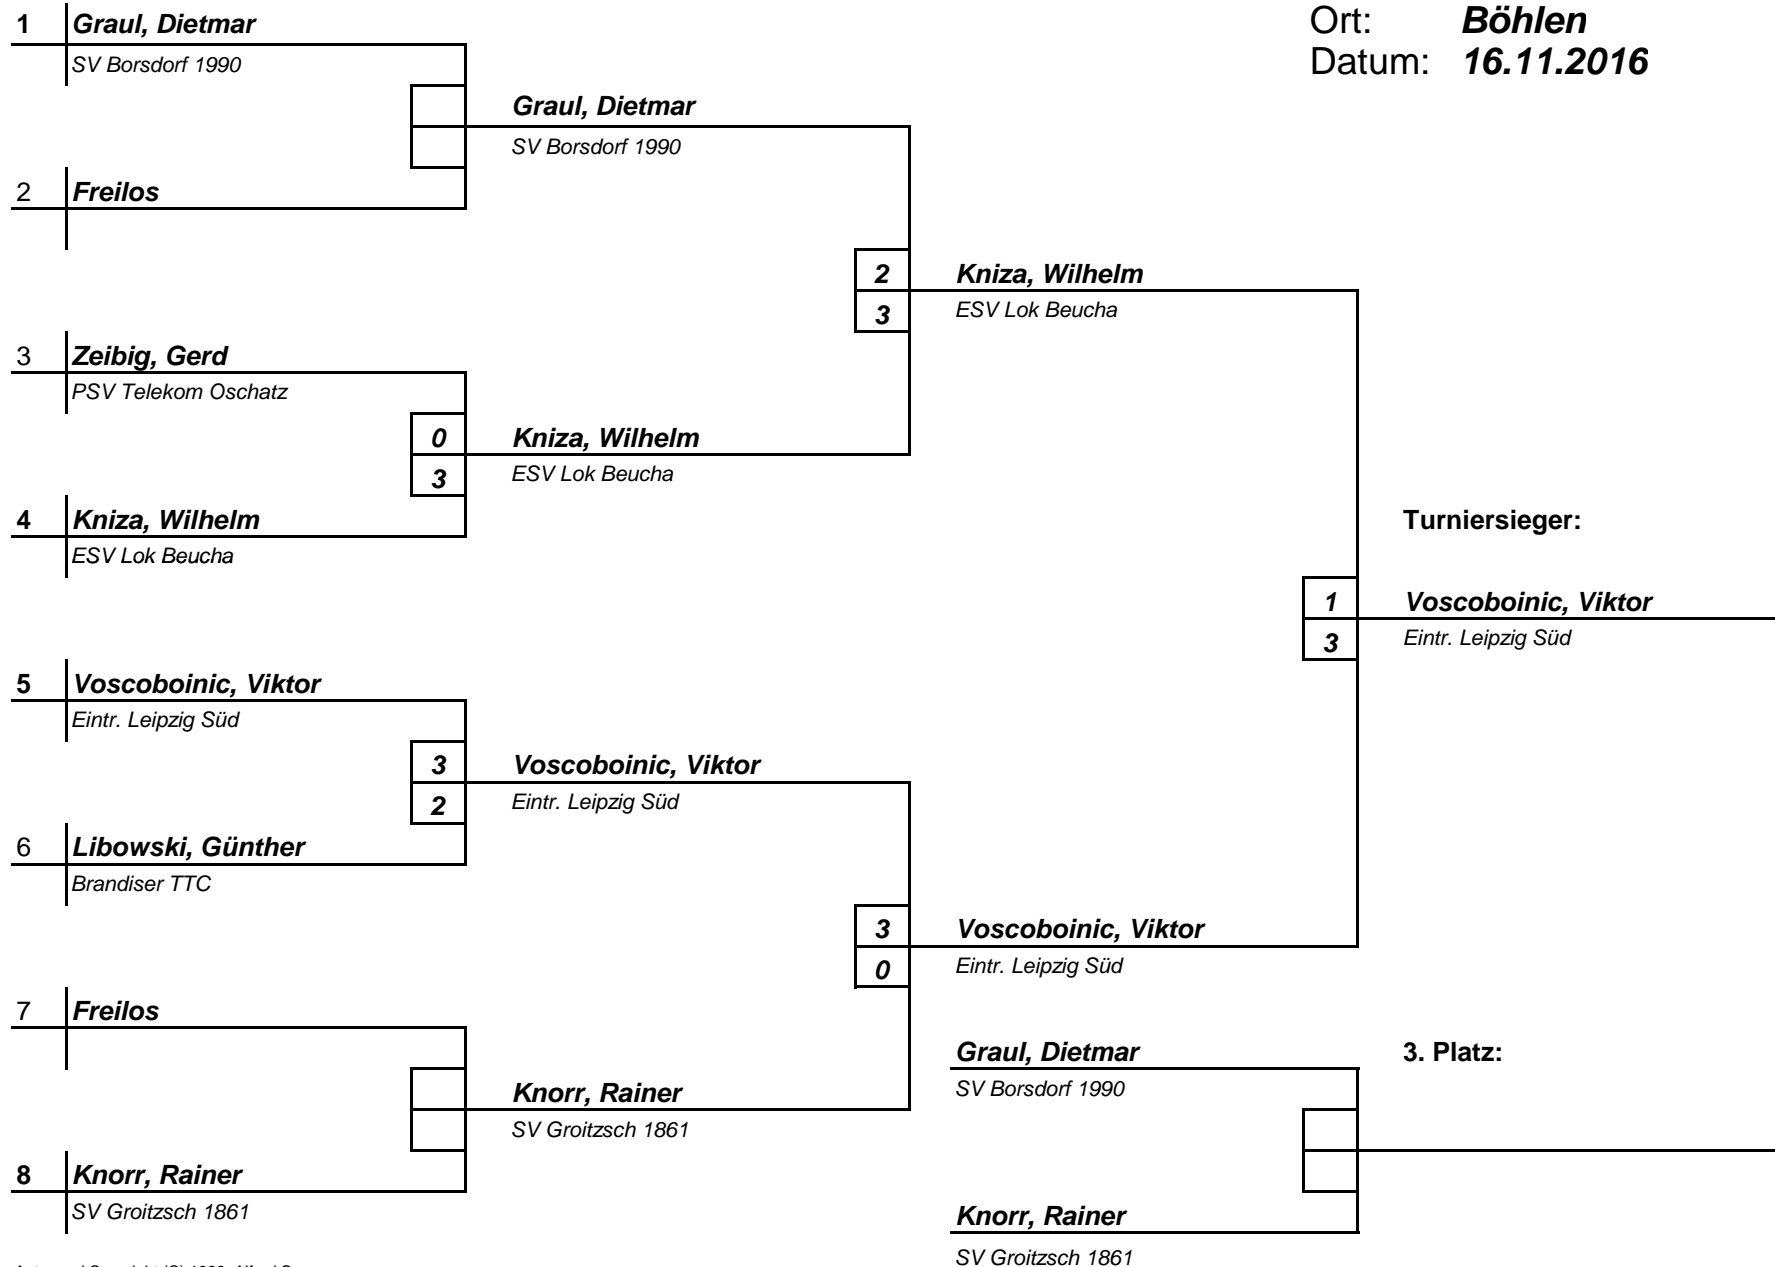 1 Graul, Dietmar
Ort: Böhlen
SV Borsdorf 1990
Datum: 16.11.2016
Graul, Dietmar
SV Borsdorf 1990
2 Freilos
2 Kniza, Wilhelm
3 ESV Lok Beucha
3 Zeibig, Gerd
PSV Telekom Oschatz
0 Kniza, Wilhelm
3 ESV Lok Beucha
4 Kniza, Wilhelm
Turniersieger:
ESV Lok Beucha
1 Voscoboinic, Viktor
3 Eintr. Leipzig Süd
5 Voscoboinic, Viktor
Eintr. Leipzig Süd
3 Voscoboinic, Viktor
2 Eintr. Leipzig Süd
6 Libowski, Günther
Brandiser TTC
3 Voscoboinic, Viktor
0 Eintr. Leipzig Süd
7 Freilos
Graul, Dietmar
3. Platz:
SV Borsdorf 1990
Knorr, Rainer
SV Groitzsch 1861
8 Knorr, Rainer
SV Groitzsch 1861
Knorr, Rainer
SV Groitzsch 1861